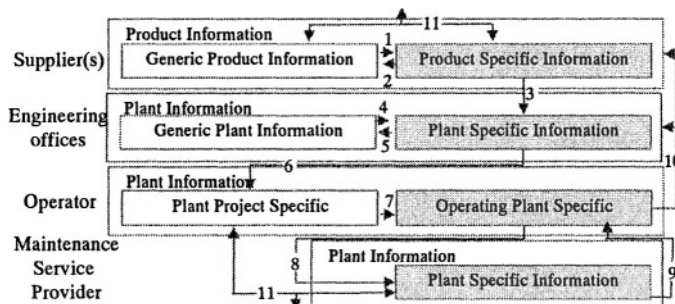 11
Product Information
1
Supplier(s)
Generic Product Information
Product Specific Information
2
3
Engineering offices
Plant Information
4
Generic Plant Information
Plant Specific Information
5
6
10
Plant Information
Operator
Plant Project Specific
7
Operating Plant Specific
Maintenance
Service
Provider
Plant Information
8
Plant Specific Information
9
11